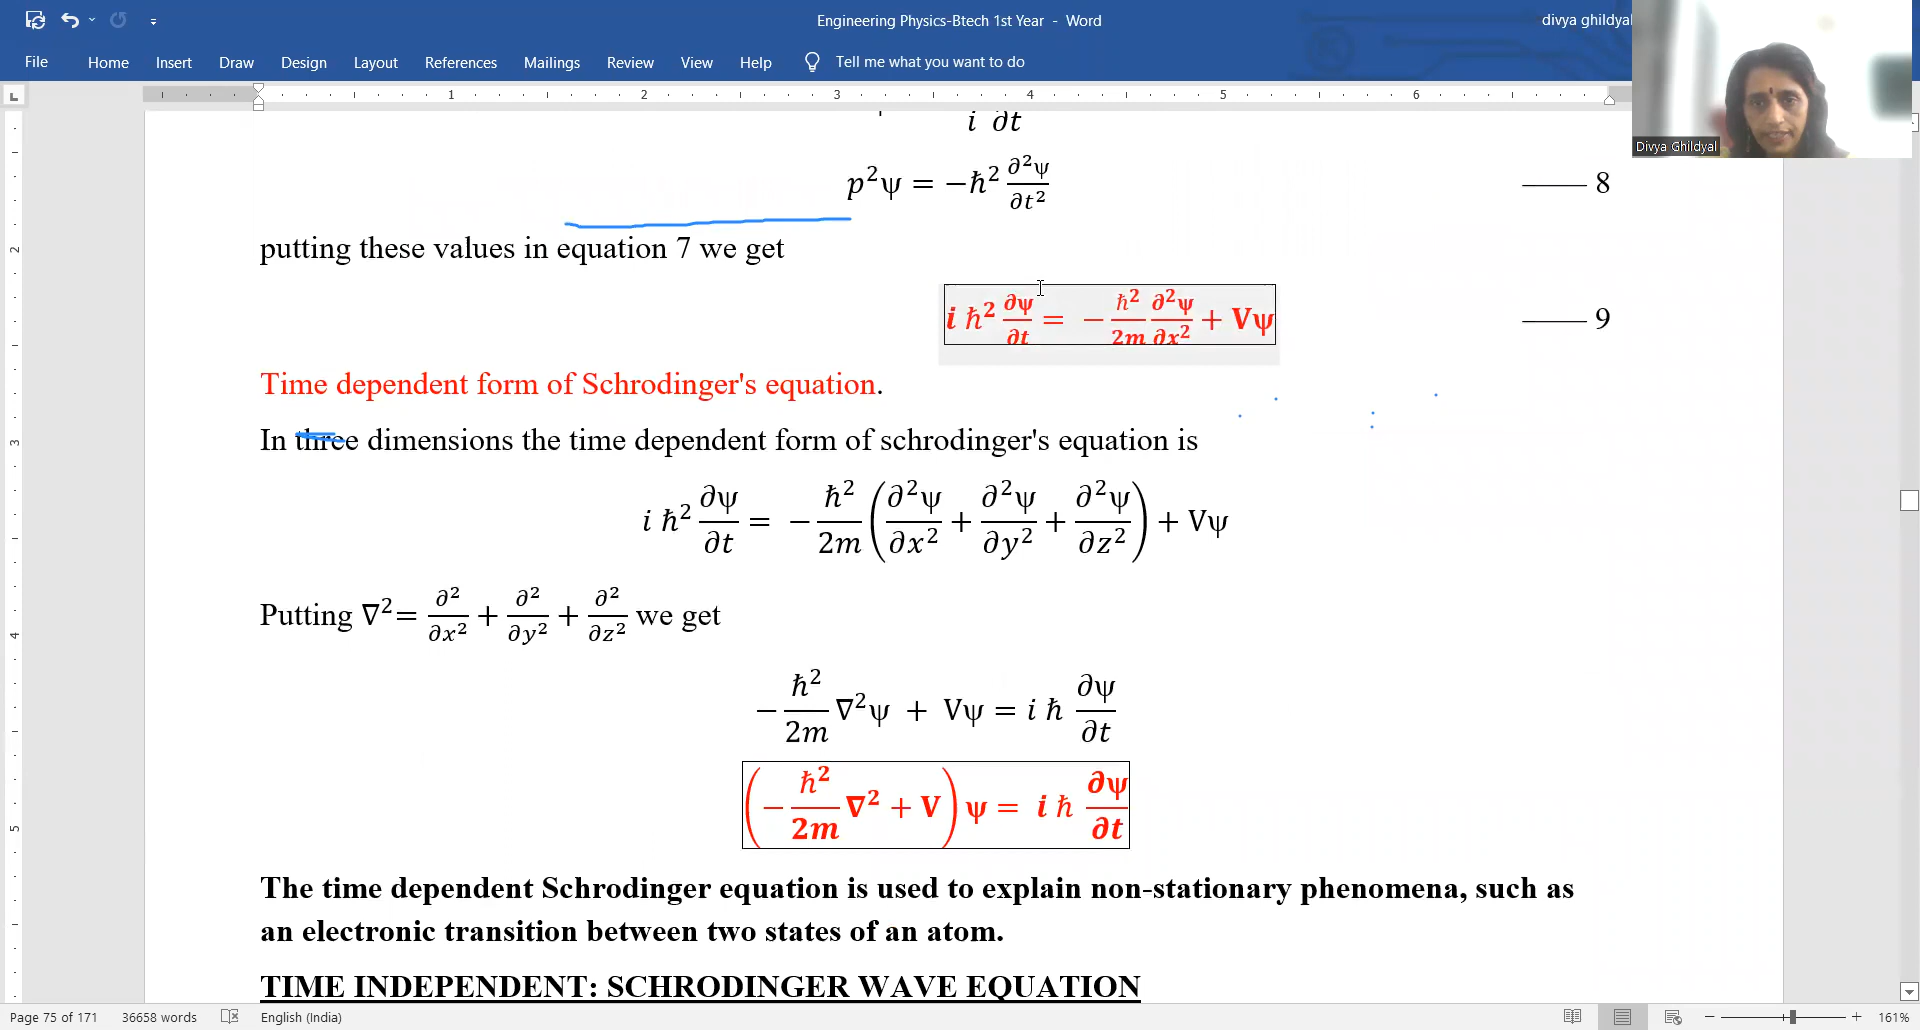 Engineering Physics-Btech 1st Year - Word
divya ghildyal
File Home Insert Draw Design Layout References Mailings Review View Help Tell me what you want to do
1 2 3 4 5 6
Divya Ghildyal
i ∂t
p²ψ = −ħ² ∂²ψ/∂t² —— 8
putting these values in equation 7 we get
i ħ² ∂ψ/∂t = − ħ²/2m ∂²ψ/∂x² + Vψ —— 9
Time dependent form of Schrodinger's equation.
In three dimensions the time dependent form of schrodinger's equation is
i ħ² ∂ψ/∂t = − ħ²/2m (∂²ψ/∂x² + ∂²ψ/∂y² + ∂²ψ/∂z²) + Vψ
Putting ∇²= ∂²/∂x² + ∂²/∂y² + ∂²/∂z² we get
− ħ²/2m ∇²ψ + Vψ = i ħ ∂ψ/∂t
(− ħ²/2m ∇² + V) ψ = i ħ ∂ψ/∂t
The time dependent Schrodinger equation is used to explain non-stationary phenomena, such as
an electronic transition between two states of an atom.
TIME INDEPENDENT: SCHRODINGER WAVE EQUATION
Page 75 of 171 36658 words English (India) 161%